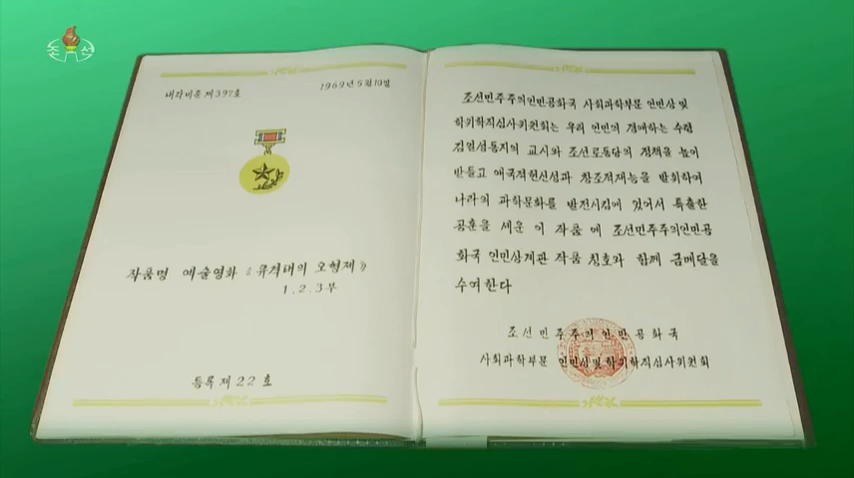 조선
내각비준 제397호
1969년 5월 10일
작품명 예술영화 《유격대의 오형제》
1.2.3부
등록 제 22 호
조선민주주의인민공화국 사회과학부문 인민상 및
학위학직심사위원회는 우리 인민의 경애하는 수령
김일성동지의 교시와 조선로동당의 정책을 높이
받들고 애국적헌신성과 창조적재능을 발휘하여
나라의 과학문화를 발전시킴에 있어서 특출한
공훈을 세운 이 작품 에 조선민주주의인민공
화국 인민상계관 작품 칭호와 함께 금메달을
수여한다
조선민주주의인민공화국
사회과학부문 인민상및학위학직심사위원회